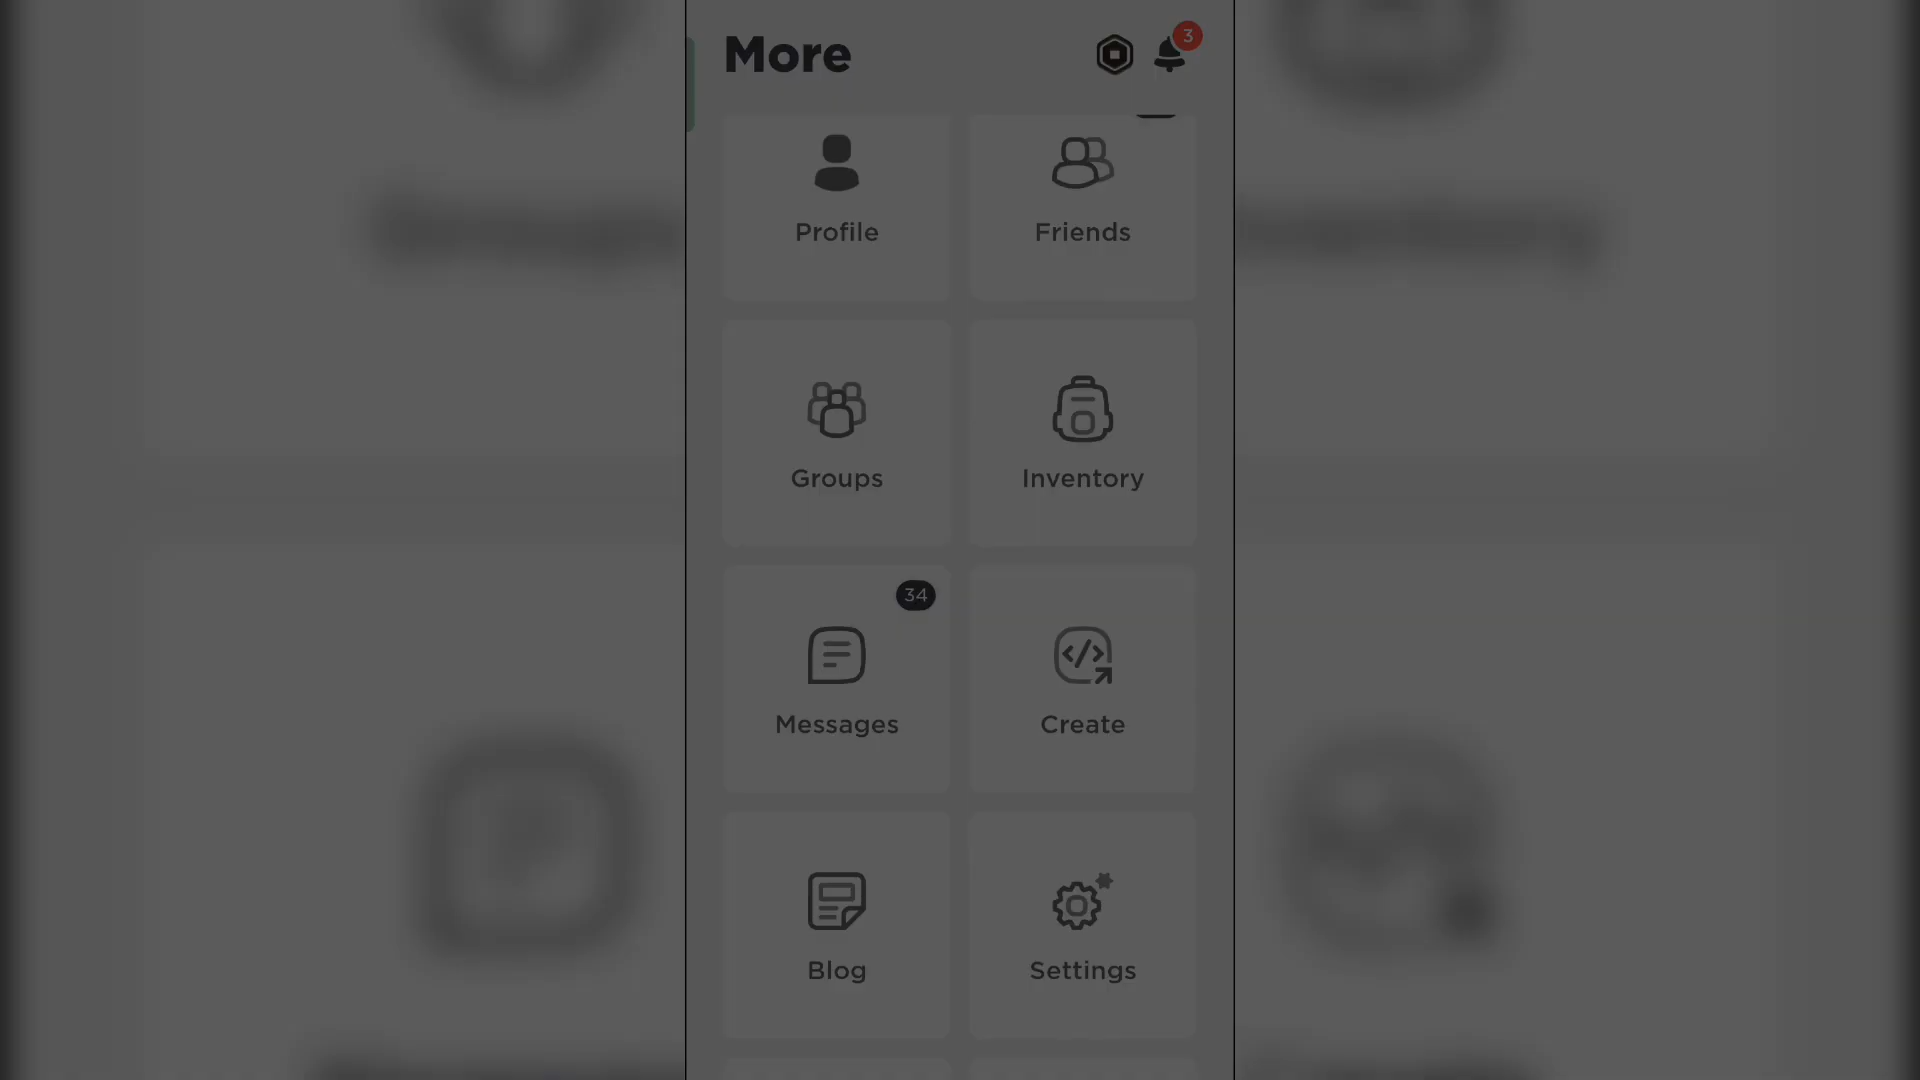 More
3
Profile
Friends
Groups
Inventory
34
Messages
Create
Blog
Settings